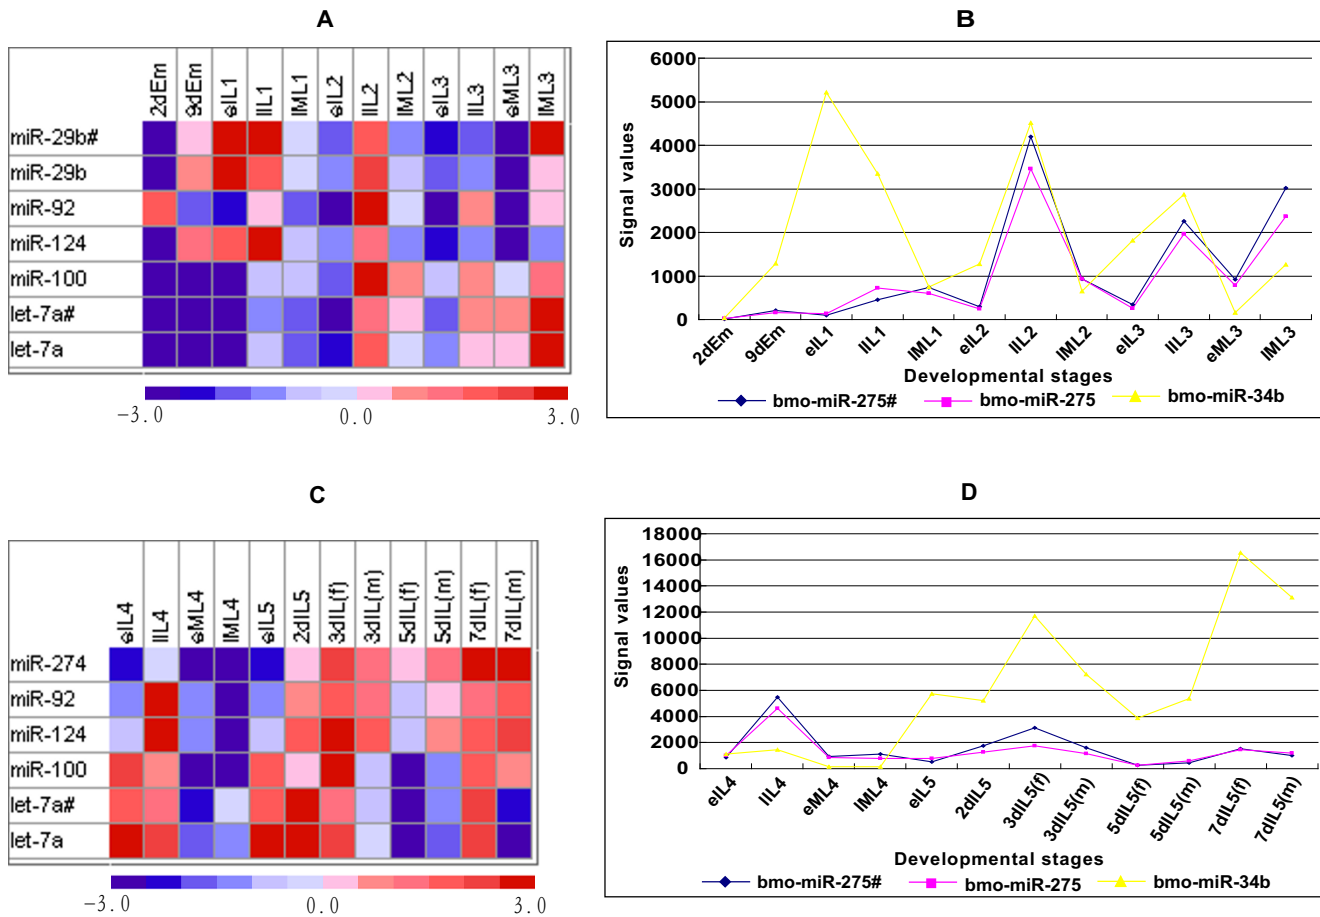 A
2dEm 9dEm eIL1 lIL1 lML1 eIL2 lIL2 lML2 eIL3 lIL3 eML3 lML3
miR-29b#
miR-29b
miR-92
miR-124
miR-100
let-7a#
let-7a
-3.0 0.0 3.0
B
6000
5000
4000
3000
2000
1000
0
Signal values
2dEm 9dEm eIL1 lIL1 lML1 eIL2 lIL2 lML2 eIL3 lIL3 eML3 lML3
Developmental stages
bmo-miR-275# bmo-miR-275 bmo-miR-34b
C
eIL4 lIL4 eML4 lML4 eIL5 2dIL5 3dIL(f) 3dIL(m) 5dIL(f) 5dIL(m) 7dIL(f) 7dIL(m)
miR-274
miR-92
miR-124
miR-100
let-7a#
let-7a
-3.0 0.0 3.0
D
18000
16000
14000
12000
10000
8000
6000
4000
2000
0
Signal values
eIL4 lIL4 eML4 lML4 eIL5 2dIL5 3dIL5(f) 3dIL5(m) 5dIL5(f) 5dIL5(m) 7dIL5(f) 7dIL5(m)
Developmental stages
bmo-miR-275# bmo-miR-275 bmo-miR-34b